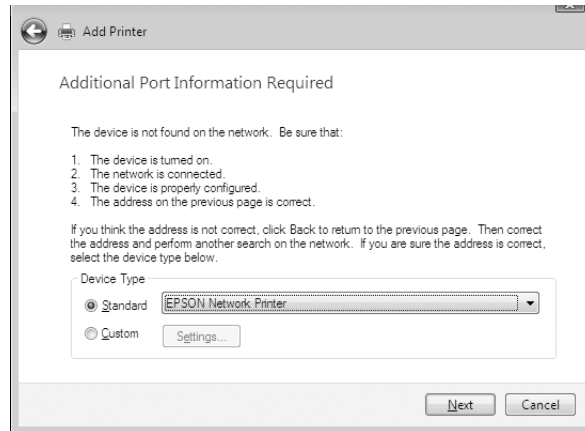 Add Printer
Additional Port Information Required
The device is not found on the network. Be sure that:
1. The device is turned on.
2. The network is connected.
3. The device is properly configured.
4. The address on the previous page is correct.
If you think the address is not correct, click Back to return to the previous page. Then correct
the address and perform another search on the network. If you are sure the address is correct,
select the device type below.
Device Type
Standard EPSON Network Printer
Custom Settings...
Next Cancel